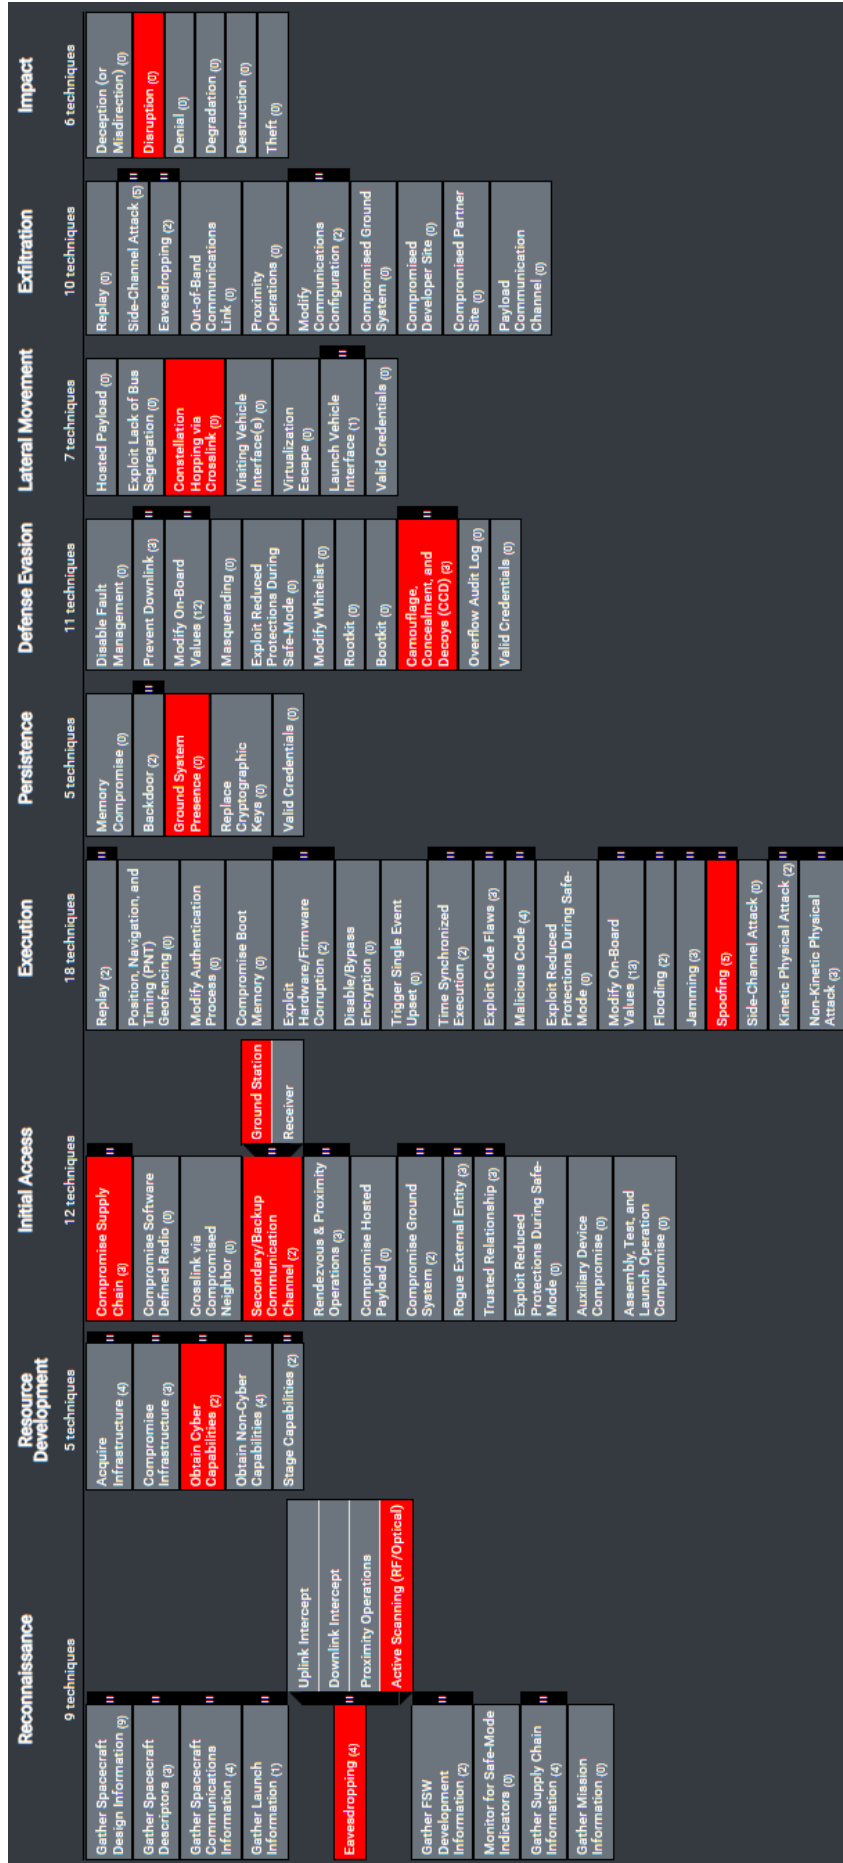 Reconnaissance
9 techniques
Gather Spacecraft
Design Information (9)
Gather Spacecraft
Descriptors (3)
Gather Spacecraft
Communications
Information (4)
Gather Launch
Information (1)
Eavesdropping (4)
Uplink Intercept
Downlink Intercept
Proximity Operations
Active Scanning (RF/Optical)
Gather FSW
Development
Information (2)
Monitor for Safe-Mode
Indicators (0)
Gather Supply Chain
Information (4)
Gather Mission
Information (0)
Resource
Development
5 techniques
Acquire
Infrastructure (4)
Compromise
Infrastructure (3)
Obtain Cyber
Capabilities (2)
Obtain Non-Cyber
Capabilities (4)
Stage Capabilities (2)
Initial Access
12 techniques
Compromise Supply
Chain (3)
Compromise Software
Defined Radio (0)
Crosslink via
Compromised
Neighbor (0)
Secondary/Backup
Communication
Channel (2)
Ground Station
Receiver
Rendezvous & Proximity
Operations (3)
Compromise Hosted
Payload (0)
Compromise Ground
System (2)
Rogue External Entity (3)
Trusted Relationship (3)
Exploit Reduced
Protections During Safe-
Mode (0)
Auxiliary Device
Compromise (0)
Assembly, Test, and
Launch Operation
Compromise (0)
Execution
18 techniques
Replay (2)
Position, Navigation, and
Timing (PNT)
Geofencing (0)
Modify Authentication
Process (0)
Compromise Boot
Memory (0)
Exploit
Hardware/Firmware
Corruption (2)
Disable/Bypass
Encryption (0)
Trigger Single Event
Upset (0)
Time Synchronized
Execution (2)
Exploit Code Flaws (3)
Malicious Code (4)
Exploit Reduced
Protections During Safe-
Mode (0)
Modify On-Board
Values (13)
Flooding (2)
Jamming (3)
Spoofing (5)
Side-Channel Attack (0)
Kinetic Physical Attack (2)
Non-Kinetic Physical
Attack (3)
Persistence
5 techniques
Memory
Compromise (0)
Backdoor (2)
Ground System
Presence (0)
Replace
Cryptographic
Keys (0)
Valid Credentials (0)
Defense Evasion
11 techniques
Disable Fault
Management (0)
Prevent Downlink (3)
Modify On-Board
Values (12)
Masquerading (0)
Exploit Reduced
Protections During
Safe-Mode (0)
Modify Whitelist (0)
Rootkit (0)
Bootkit (0)
Camouflage,
Concealment, and
Decoys (CCD) (3)
Overflow Audit Log (0)
Valid Credentials (0)
Lateral Movement
7 techniques
Hosted Payload (0)
Exploit Lack of Bus
Segregation (0)
Constellation
Hopping via
Crosslink (0)
Visiting Vehicle
Interface(s) (0)
Virtualization
Escape (0)
Launch Vehicle
Interface (1)
Valid Credentials (0)
Exfiltration
10 techniques
Replay (0)
Side-Channel Attack (5)
Eavesdropping (2)
Out-of-Band
Communications
Link (0)
Proximity
Operations (0)
Modify
Communications
Configuration (2)
Compromised Ground
System (0)
Compromised
Developer Site (0)
Compromised Partner
Site (0)
Payload
Communication
Channel (0)
Impact
6 techniques
Deception (or
Misdirection) (0)
Disruption (0)
Denial (0)
Degradation (0)
Destruction (0)
Theft (0)